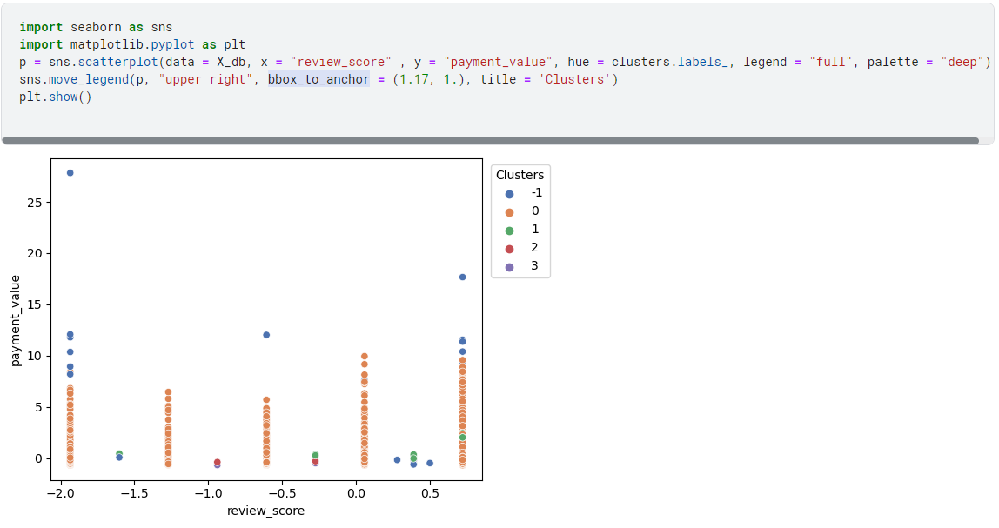 import seaborn as sns
import matplotlib.pyplot as plt
p = sns.scatterplot(data = X_db, x = "review_score" , y = "payment_value", hue = clusters.labels_, legend = "full", palette = "deep")
sns.move_legend(p, "upper right", bbox_to_anchor = (1.17, 1.), title = 'Clusters')
plt.show()
payment_value
25
20
15
10
5
0
−2.0 −1.5 −1.0 −0.5 0.0 0.5
review_score
Clusters
-1
0
1
2
3